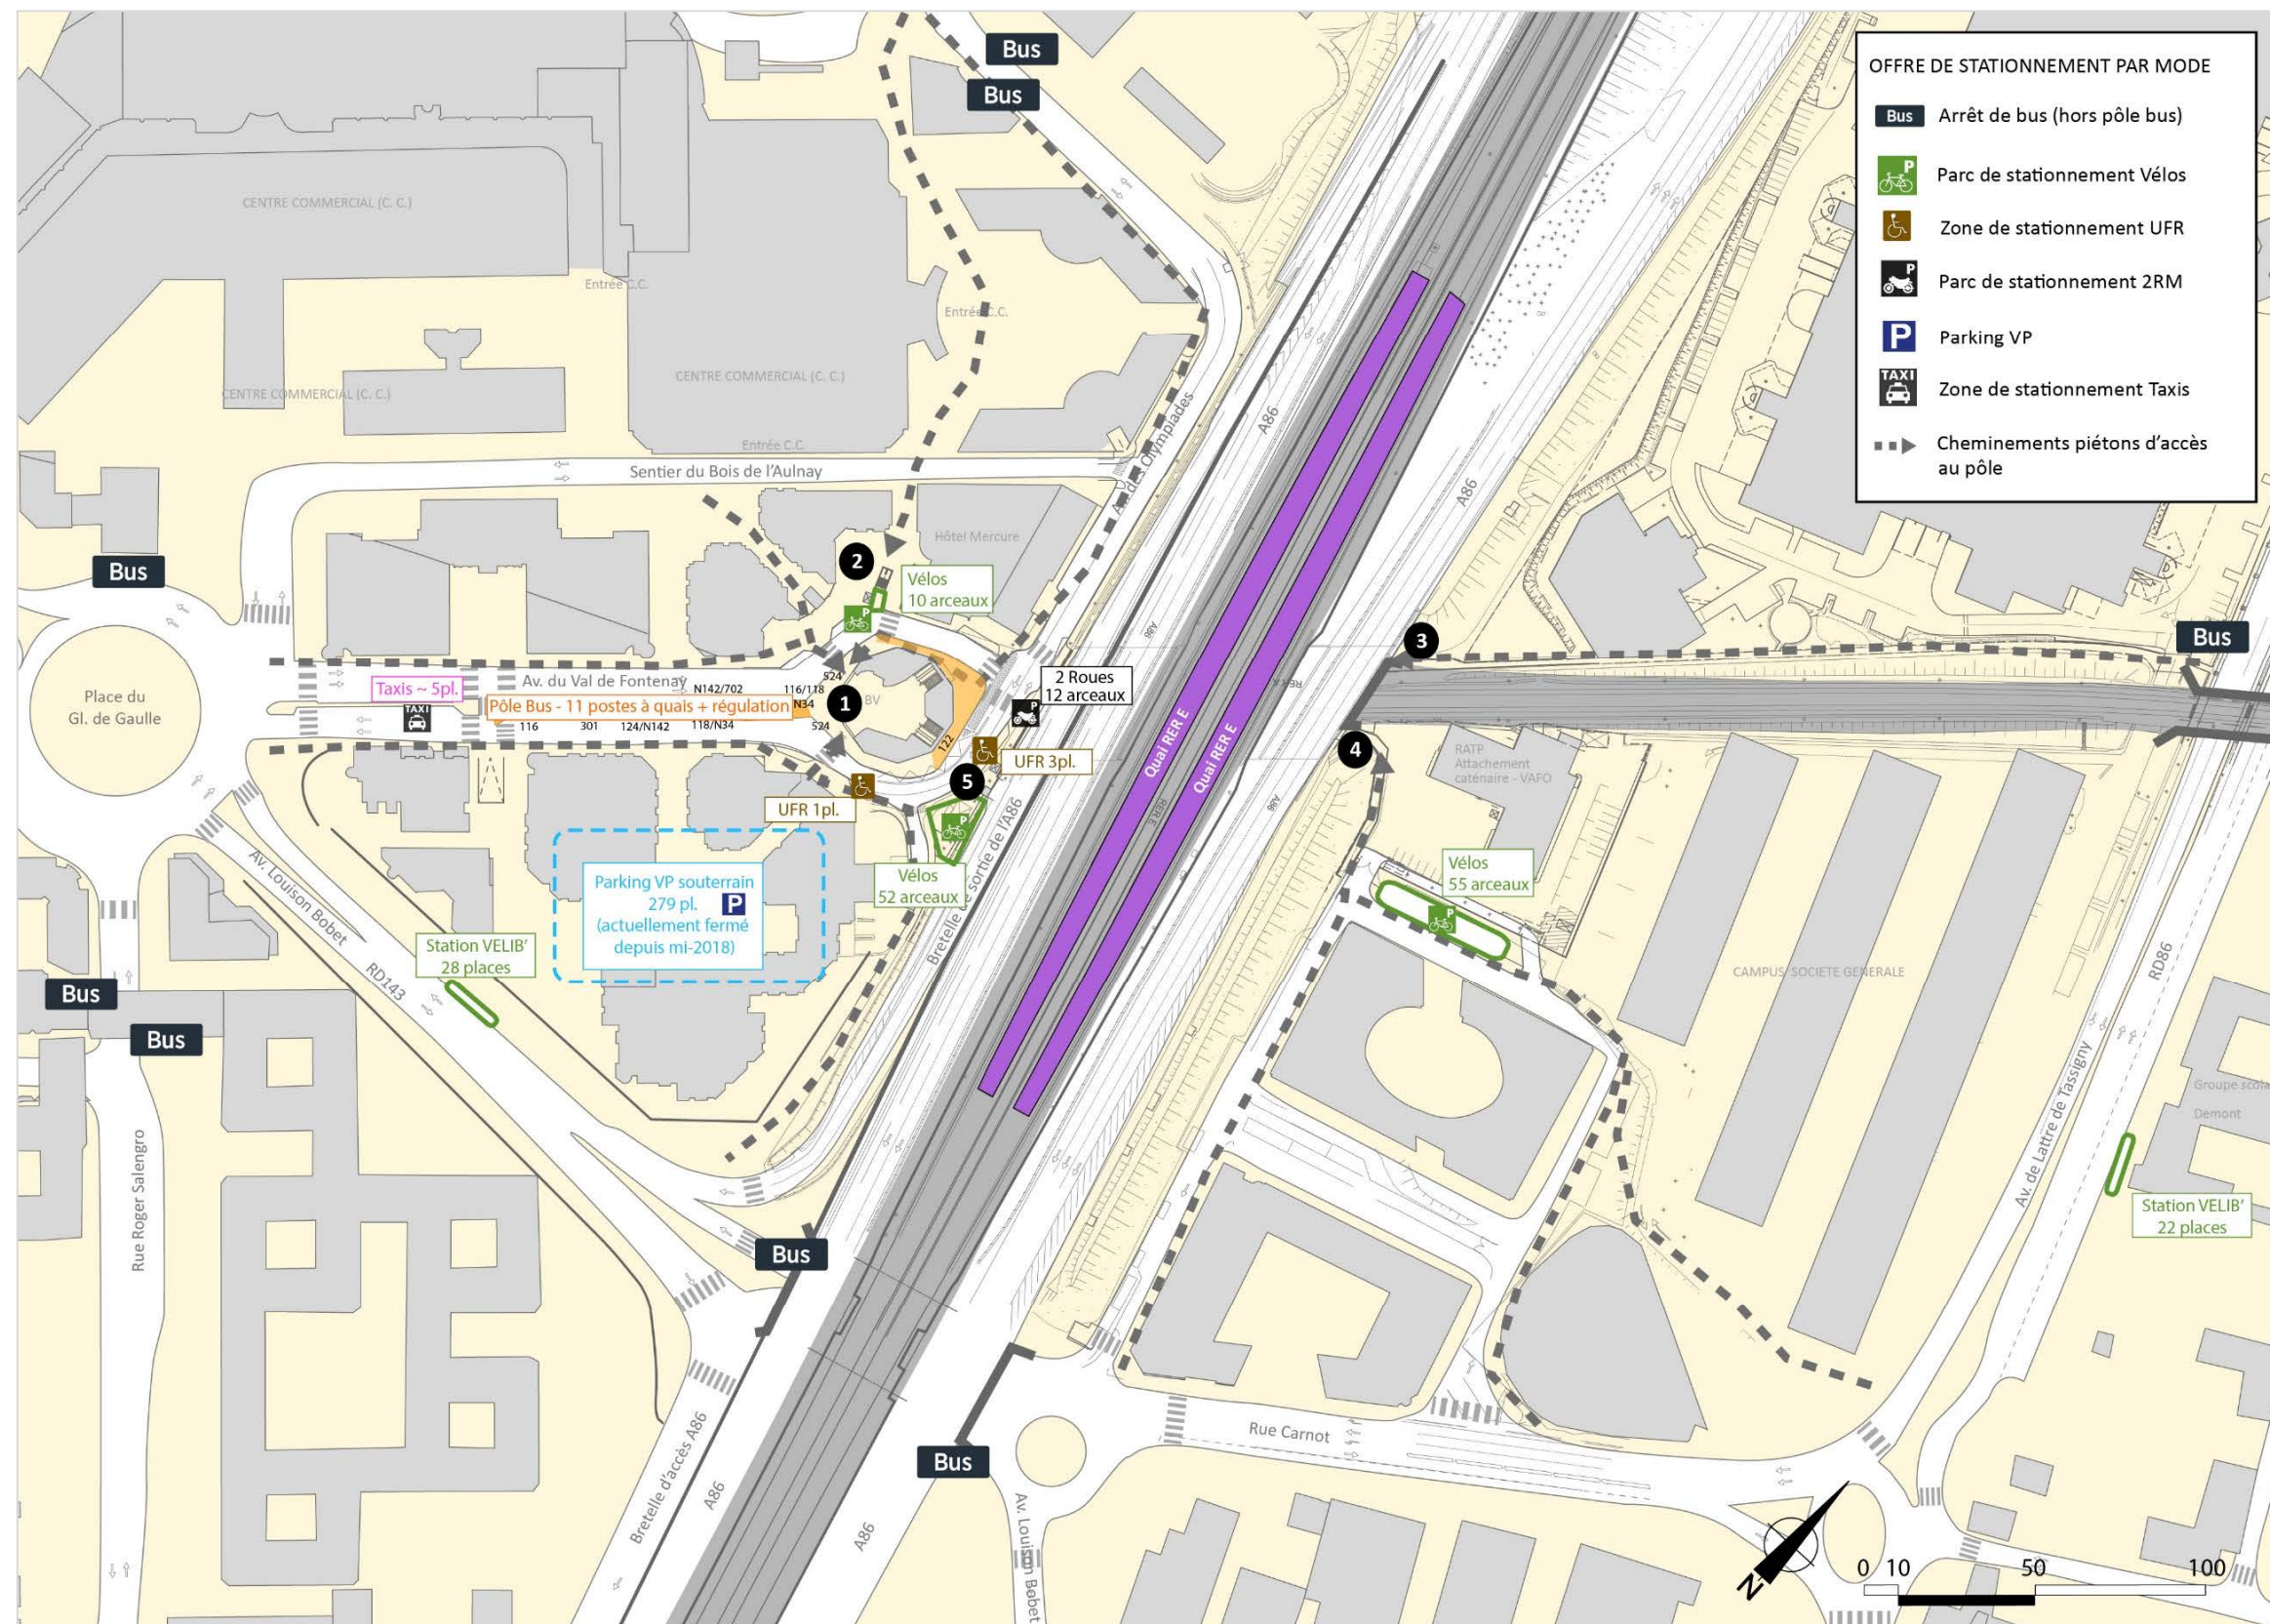 Bus
Bus
OFFRE DE STATIONNEMENT PAR MODE
Bus
Arrêt de bus (hors pôle bus)
P
Parc de stationnement Vélos
Zone de stationnement UFR
P
Parc de stationnement 2RM
P
Parking VP
TAXI
Zone de stationnement Taxis
Cheminements piétons d'accès
au pôle
CENTRE COMMERCIAL (C. C.)
Entrée C.C.
Entrée C.C.
CENTRE COMMERCIAL (C. C.)
CENTRE COMMERCIAL (C. C.)
Entrée C.C.
Sentier du Bois de l'Aulnay
A86
A86
Hôtel Mercure
Bus
2
Vélos
10 arceaux
P
A86
3
Bus
Place du
Gl. de Gaulle
Av. du Val de Fontenay
Taxis ~ 5pl.
TAXI
N142/702
116/118
524
Pôle Bus - 11 postes à quais + régulation
N34
1
BV
116
301
124/N142
118/N34
524
122
2 Roues
12 arceaux
P
RER A
Quai RER E
Quai RER E
RER E
A86
4
RATP
Attachement
caténaire - VAFO
UFR 3pl.
5
UFR 1pl.
P
Vélos
52 arceaux
Bretelle de sortie de l'A86
Parking VP souterrain
279 pl.
P
(actuellement fermé
depuis mi-2018)
Vélos
55 arceaux
P
CAMPUS SOCIETE GENERALE
Av. Louison Bobet
RD143
Station VELIB'
28 places
Bus
Bus
RD86
Av. de Lattre de Tassigny
Demont
Station VELIB'
22 places
Rue Roger Salengro
Bus
Bretelle d'accès A86
A86
A86
Bus
Rue Carnot
Av. Louison Bobet
N
0 10 50 100